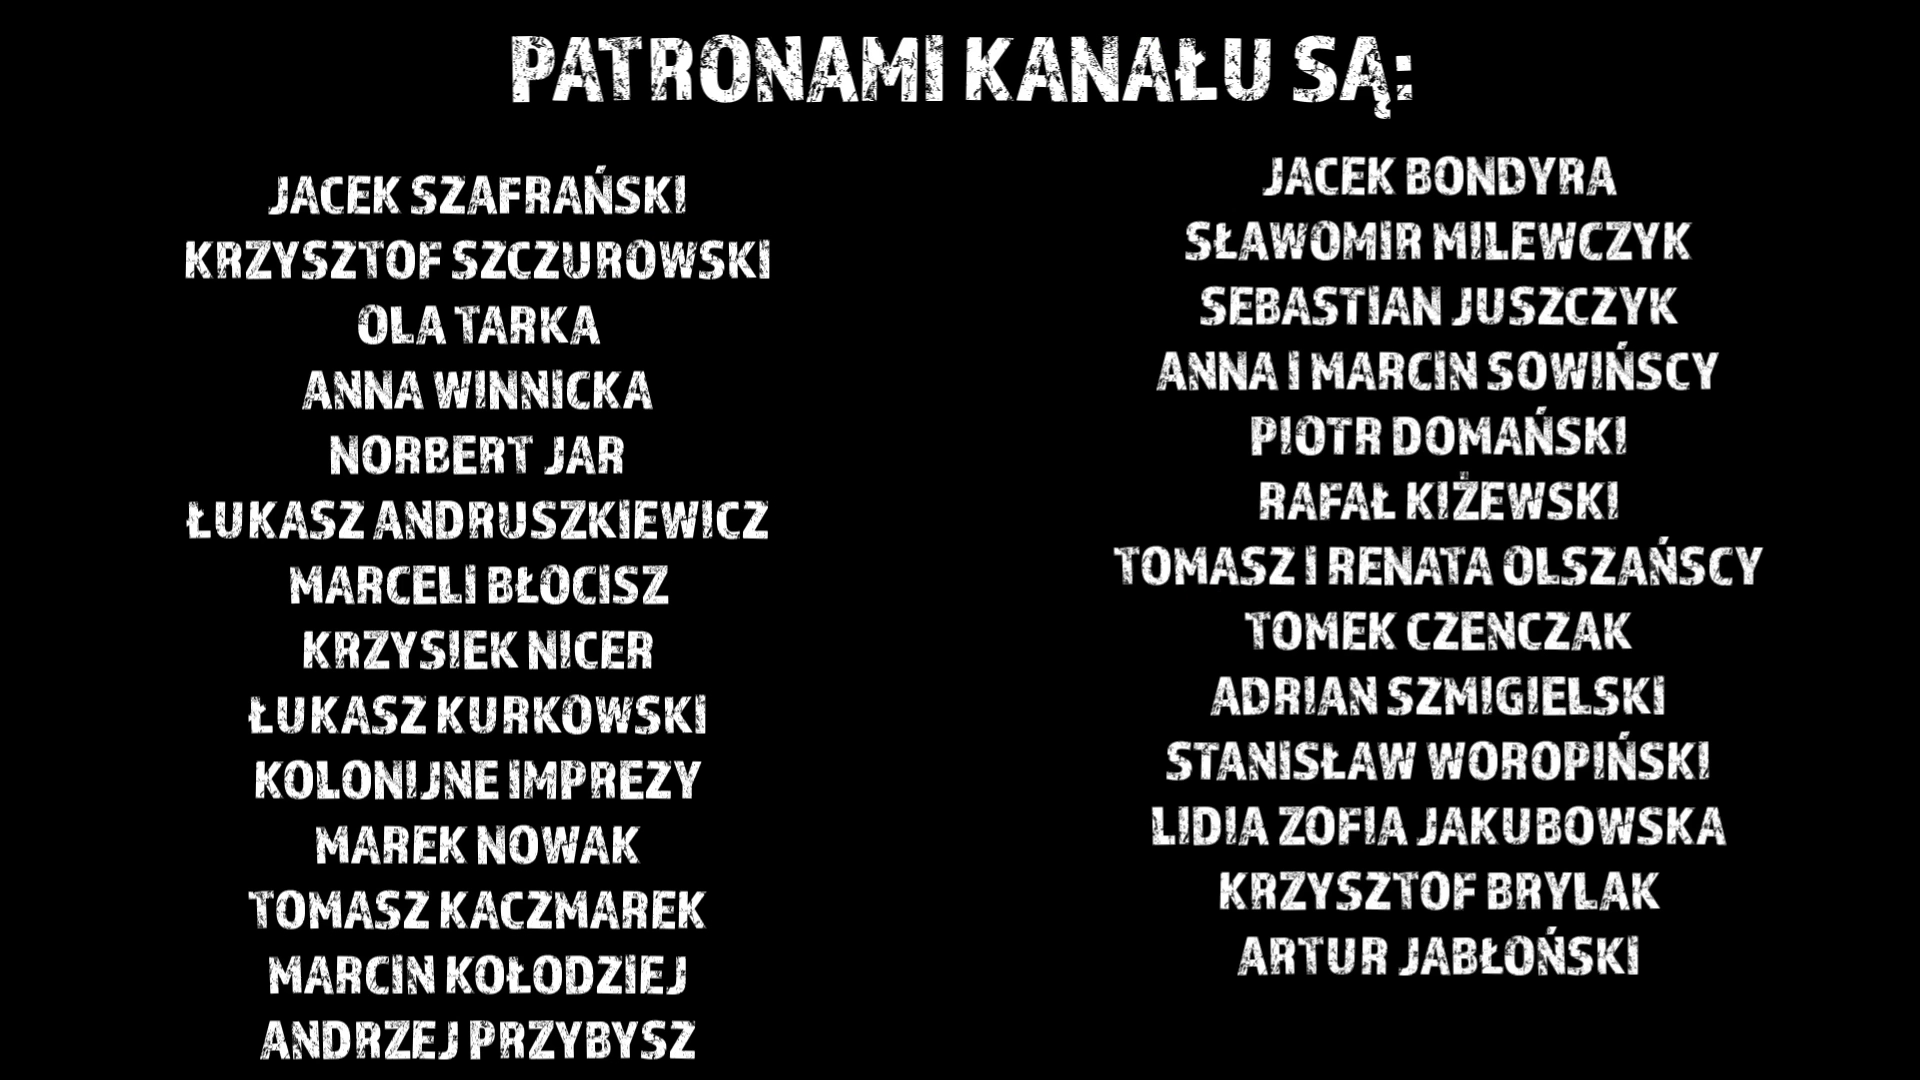 PATRONAMI KANAŁU SĄ:
JACEK SZAFRAŃSKI
KRZYSZTOF SZCZUROWSKI
OLA TARKA
ANNA WINNICKA
NORBERT JAR
ŁUKASZ ANDRUSZKIEWICZ
MARCELI BŁOCISZ
KRZYSIEK NICER
ŁUKASZ KURKOWSKI
KOLONIJNE IMPREZY
MAREK NOWAK
TOMASZ KACZMAREK
MARCIN KOŁODZIEJ
ANDRZEJ PRZYBYSZ
JACEK BONDYRA
SŁAWOMIR MILEWCZYK
SEBASTIAN JUSZCZYK
ANNA I MARCIN SOWIŃSCY
PIOTR DOMAŃSKI
RAFAŁ KIŻEWSKI
TOMASZ I RENATA OLSZAŃSCY
TOMEK CZENCZAK
ADRIAN SZMIGIELSKI
STANISŁAW WOROPIŃSKI
LIDIA ZOFIA JAKUBOWSKA
KRZYSZTOF BRYLAK
ARTUR JABŁOŃSKI